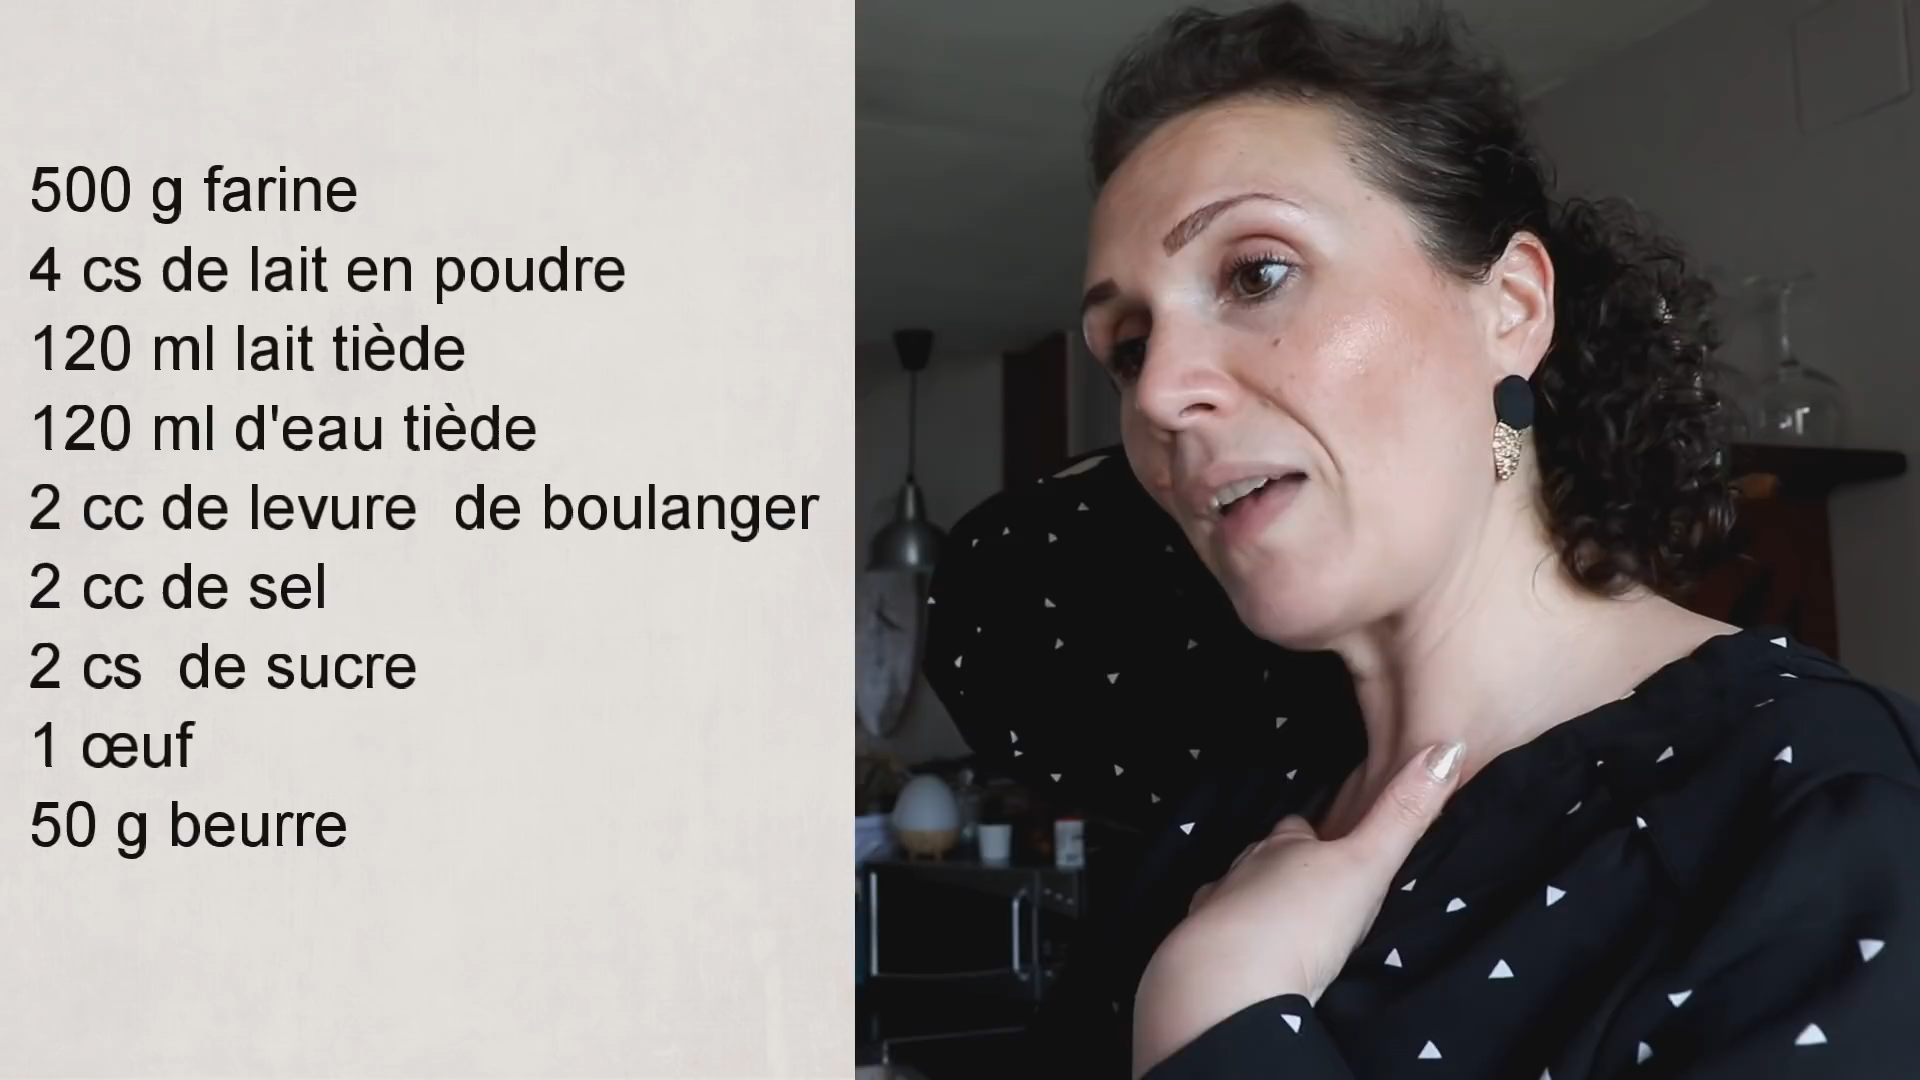 500 g farine
4 cs de lait en poudre
120 ml lait tiède
120 ml d'eau tiède
2 cc de levure  de boulanger
2 cc de sel
2 cs  de sucre
1 œuf
50 g beurre